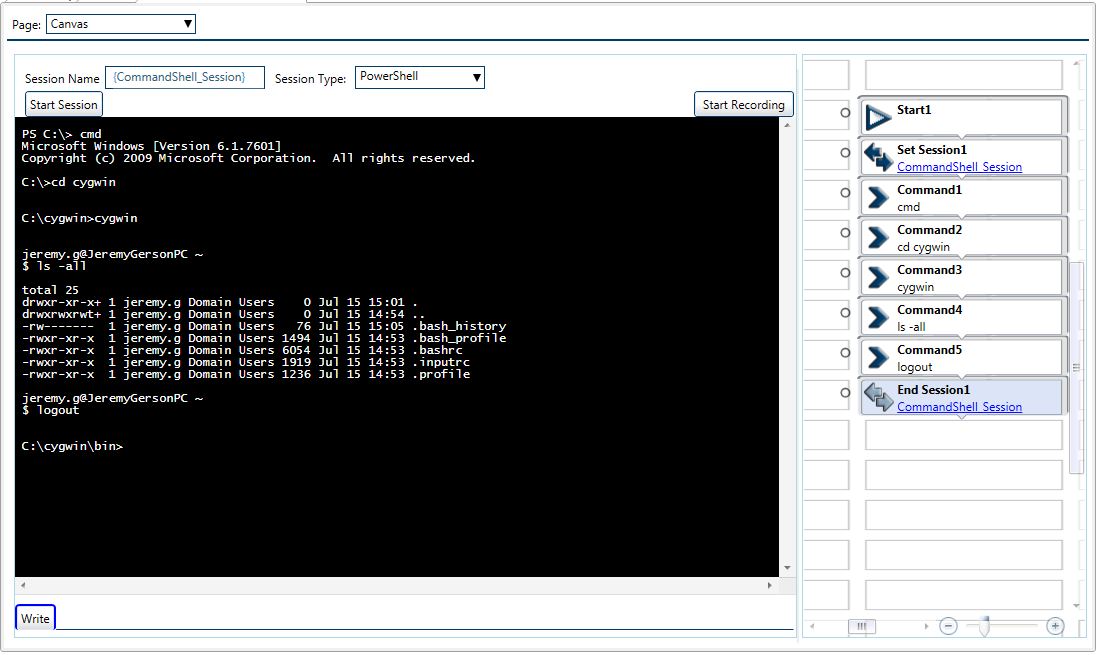 Page: Canvas
Session Name {CommandShell_Session} Session Type: PowerShell
Start Session Start Recording
PS C:\> cmd
Microsoft Windows [Version 6.1.7601]
Copyright (c) 2009 Microsoft Corporation.  All rights reserved.
C:\>cd cygwin
C:\cygwin>cygwin
jeremy.g@JeremyGersonPC ~
$ ls -all
total 25
drwxr-xr-x+ 1 jeremy.g Domain Users    0 Jul 15 15:01 .
drwxrwxrwt+ 1 jeremy.g Domain Users    0 Jul 15 14:54 ..
-rw-------  1 jeremy.g Domain Users   76 Jul 15 15:05 .bash_history
-rwxr-xr-x  1 jeremy.g Domain Users 1494 Jul 15 14:53 .bash_profile
-rwxr-xr-x  1 jeremy.g Domain Users 6054 Jul 15 14:53 .bashrc
-rwxr-xr-x  1 jeremy.g Domain Users 1919 Jul 15 14:53 .inputrc
-rwxr-xr-x  1 jeremy.g Domain Users 1236 Jul 15 14:53 .profile
jeremy.g@JeremyGersonPC ~
$ logout
C:\cygwin\bin>
Write
Start1
Set Session1
CommandShell_Session
Command1
cmd
Command2
cd cygwin
Command3
cygwin
Command4
ls -all
Command5
logout
End Session1
CommandShell_Session